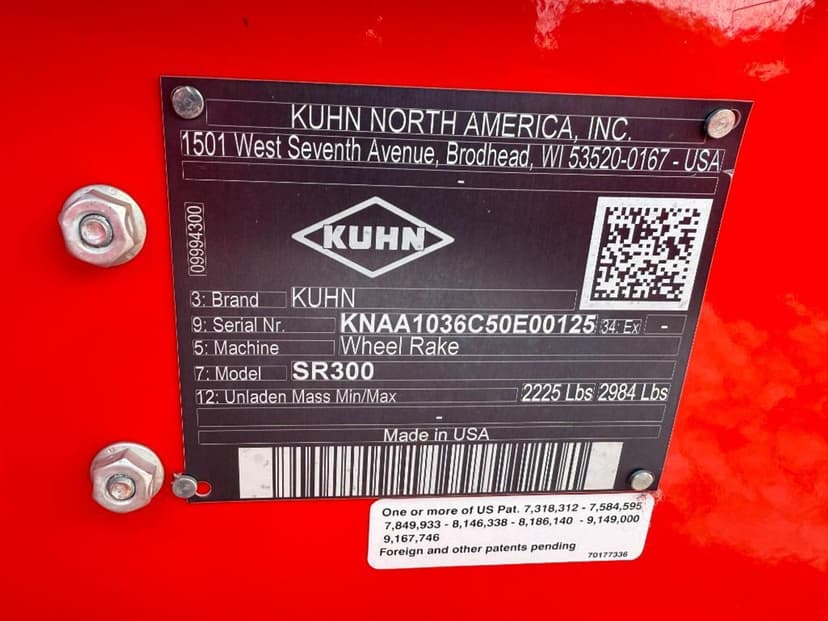 KUHN NORTH AMERICA, INC.
1501 West Seventh Avenue, Brodhead, WI 53520-0167 - USA
-
09994300
KUHN
3: Brand KUHN
9: Serial Nr. KNAA1036C50E00125 34: Ex -
5: Machine Wheel Rake
7: Model SR300
12: Unladen Mass Min/Max 2225 Lbs 2984 Lbs
-
Made in USA
One or more of US Pat. 7,318,312 - 7,584,595
7,849,933 - 8,146,338 - 8,186,140 - 9,149,000
9,167,746
Foreign and other patents pending
70177336